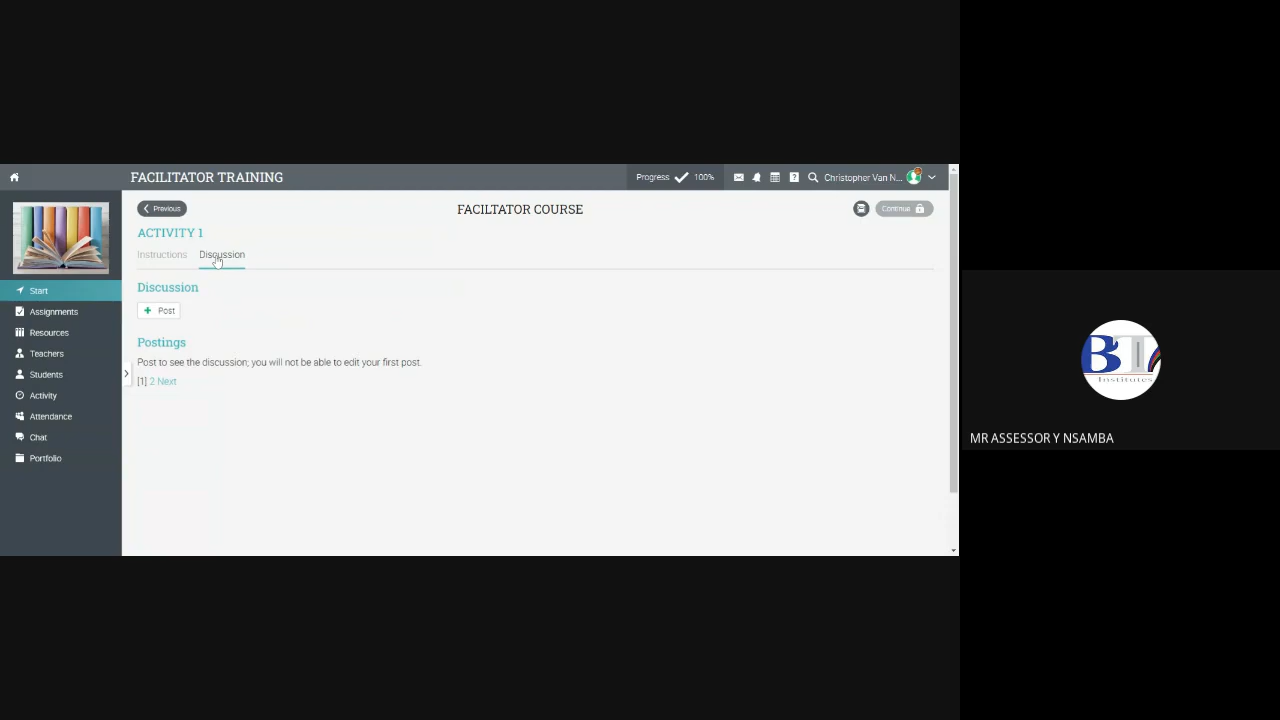 FACILITATOR TRAINING
Progress 100%
Christopher Van N...
Previous
FACILTATOR COURSE
Continue
ACTIVITY 1
Instructions Discussion
Discussion
+ Post
Postings
Post to see the discussion; you will not be able to edit your first post.
[1] 2 Next
Start
Assignments
Resources
Teachers
Students
Activity
Attendance
Chat
Portfolio
BTI
Institutes
MR ASSESSOR Y NSAMBA